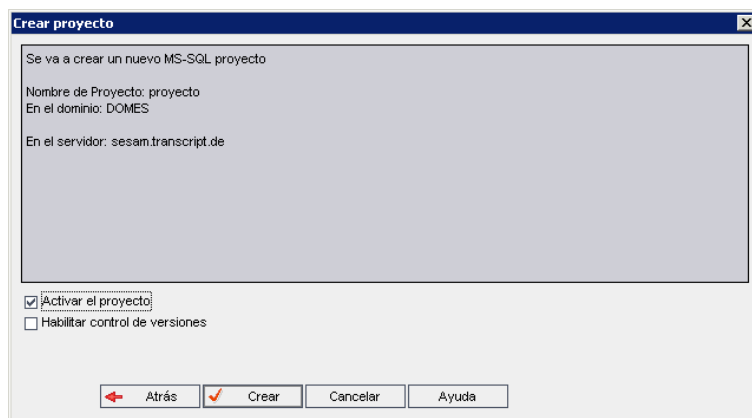 Crear proyecto
Se va a crear un nuevo MS-SQL proyecto
Nombre de Proyecto: proyecto
En el dominio: DOMES
En el servidor: sesam.transcript.de
Activar el proyecto
Habilitar control de versiones
Atrás Crear Cancelar Ayuda